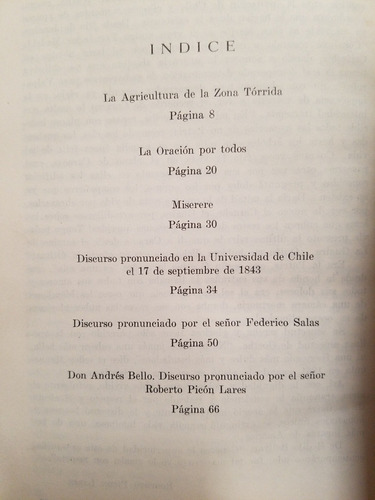 INDICE
La Agricultura de la Zona Tórrida
Página 8
La Oración por todos
Página 20
Miserere
Página 30
Discurso pronunciado en la Universidad de Chile
el 17 de septiembre de 1843
Página 34
Discurso pronunciado por el señor Federico Salas
Página 50
Don Andrés Bello. Discurso pronunciado por el señor
Roberto Picón Lares
Página 66